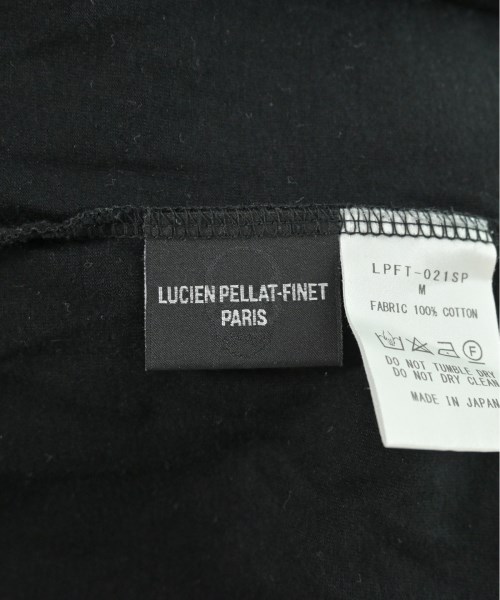 LUCIEN PELLAT-FINET
PARIS
LPFT-021SP
M
FABRIC 100% COTTON
F
DO NOT TUMBLE DRY
DO NOT DRY CLEAN
MADE IN JAPAN